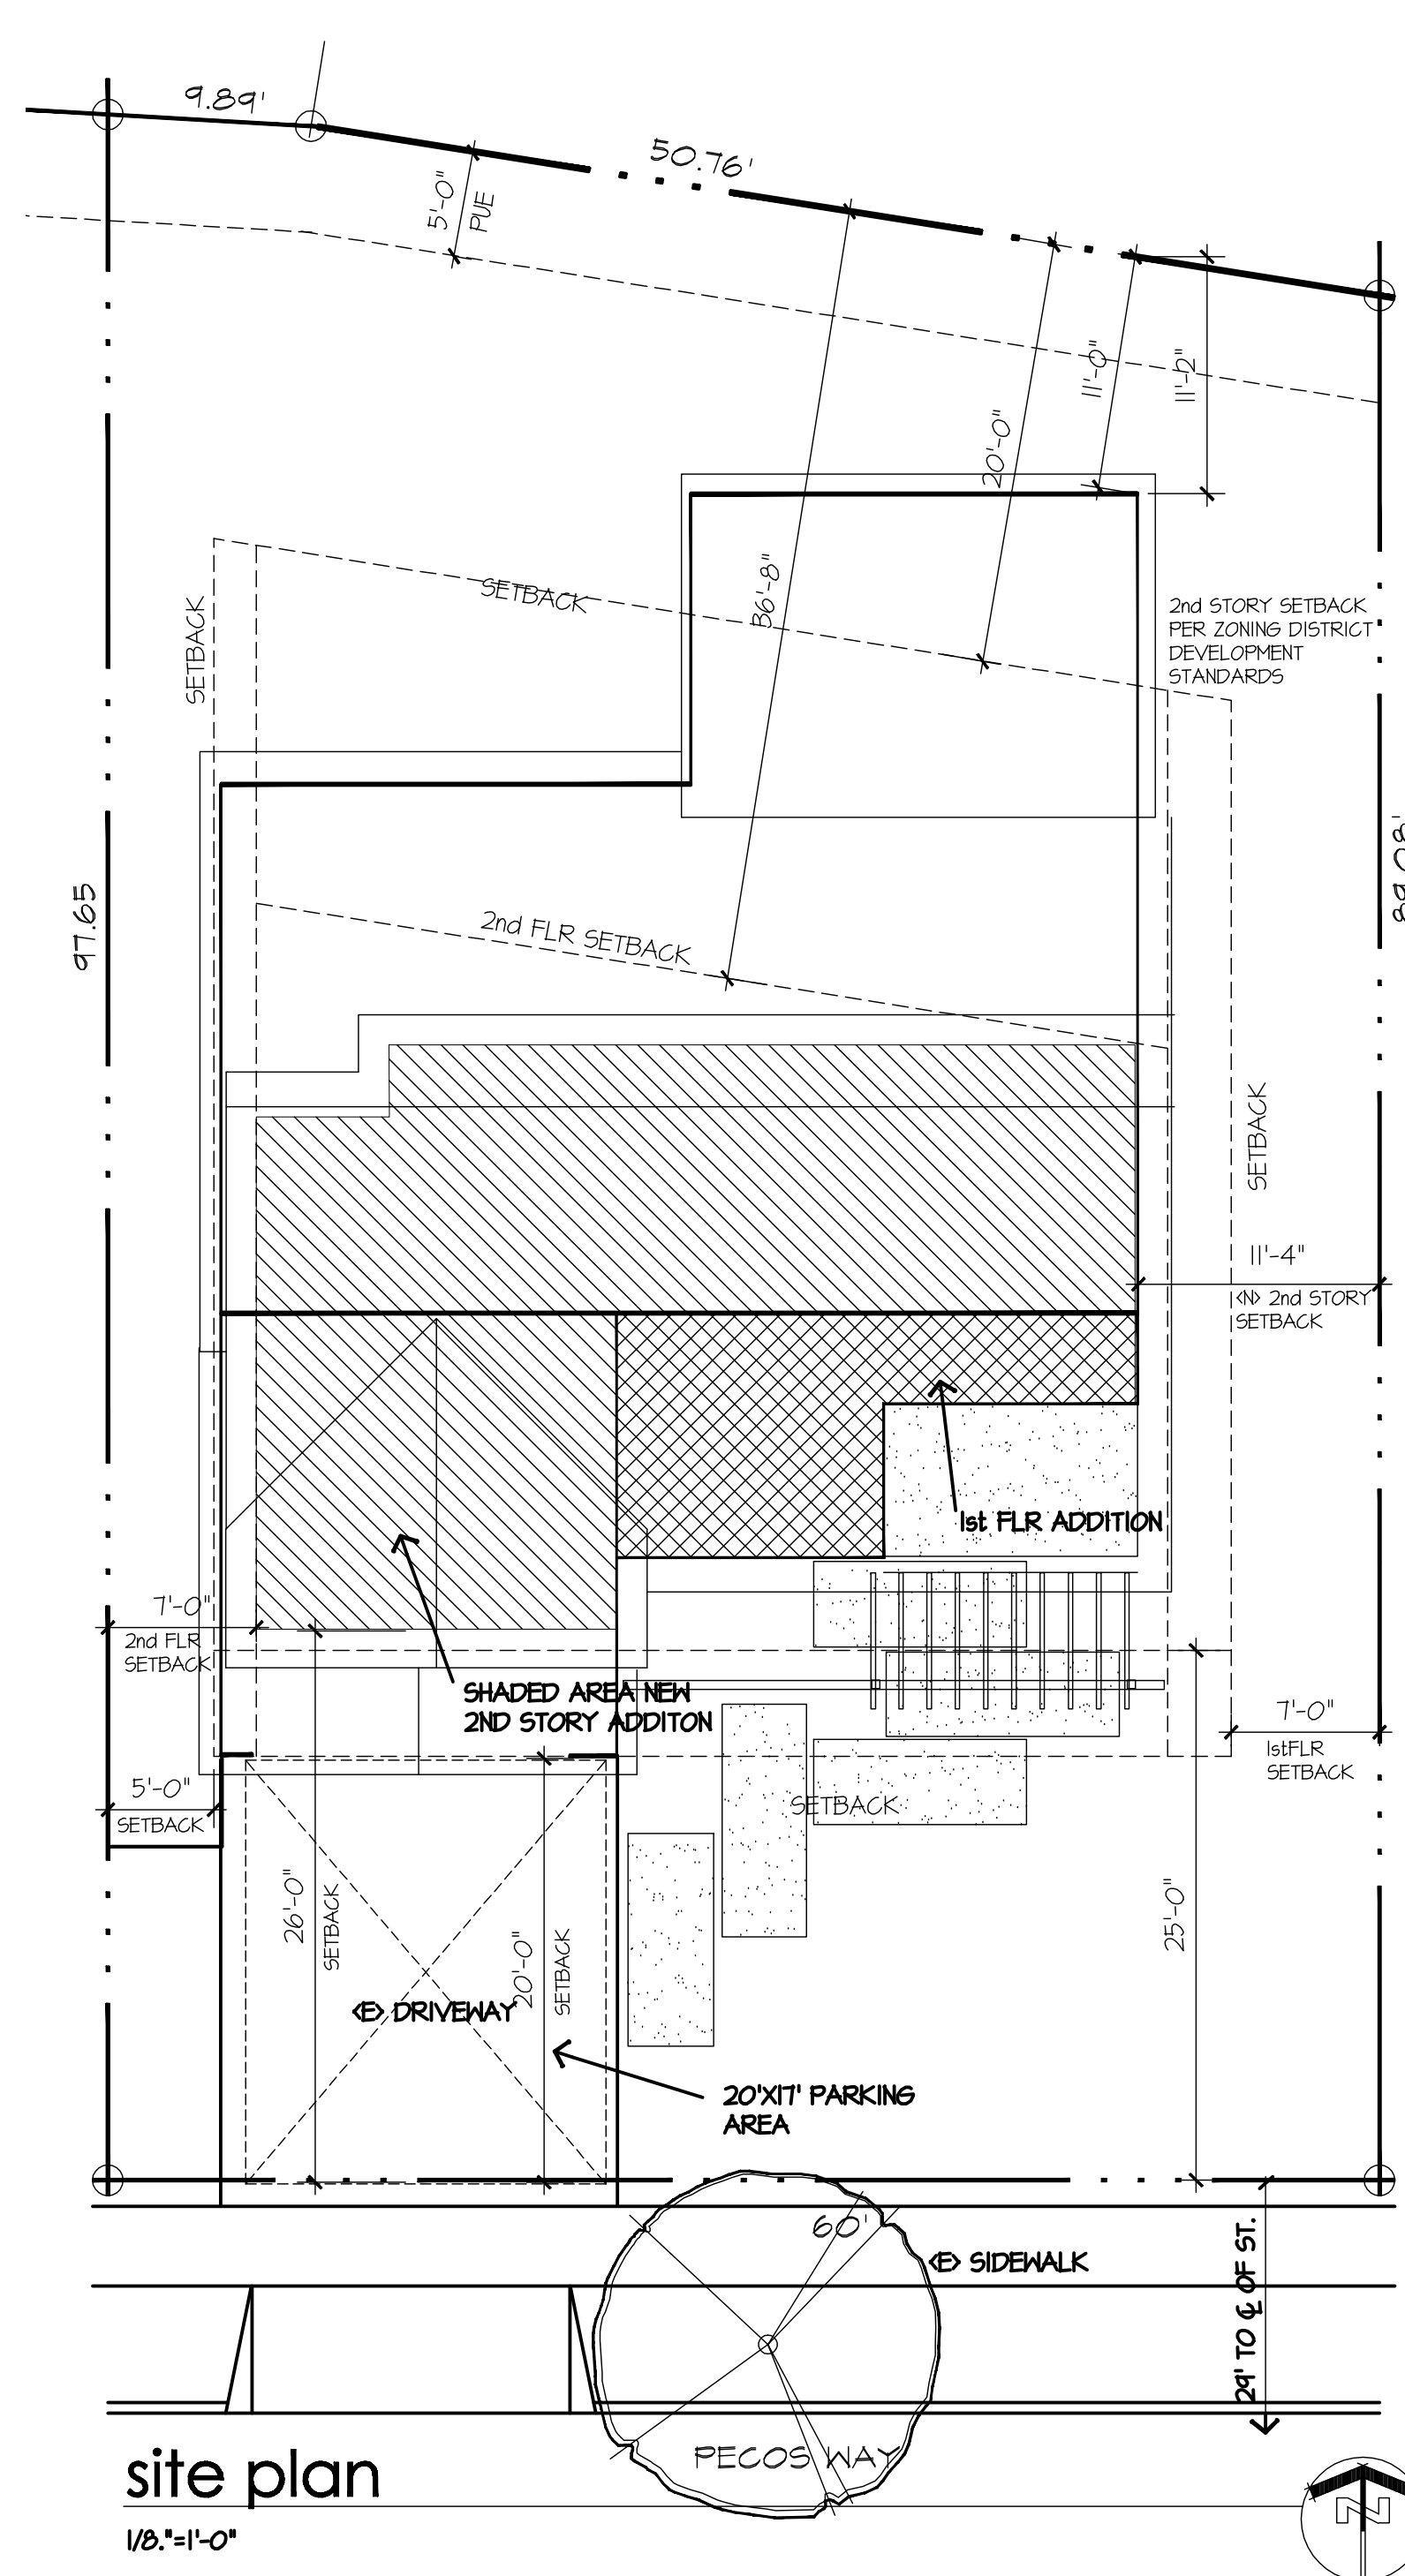 9.89'
50.76'
5'-0"
PUE
11'-0"
11'-2"
20'-0"
36'-8"
SETBACK
SETBACK
2nd STORY SETBACK
PER ZONING DISTRICT
DEVELOPMENT
STANDARDS
97.65
89.08'
2nd FLR SETBACK
SETBACK
11'-4"
<N> 2nd STORY
SETBACK
1st FLR ADDITION
7'-0"
2nd FLR
SETBACK
SHADED AREA NEW
2ND STORY ADDITON
7'-0"
1stFLR
SETBACK
5'-0"
SETBACK
SETBACK
26'-0"
SETBACK
20'-0"
SETBACK
25'-0"
<E> DRIVEWAY
20'X17' PARKING
AREA
60'
<E> SIDEWALK
29' TO ℄ OF ST.
PECOS WAY
site plan
1/8."=1'-0"
N